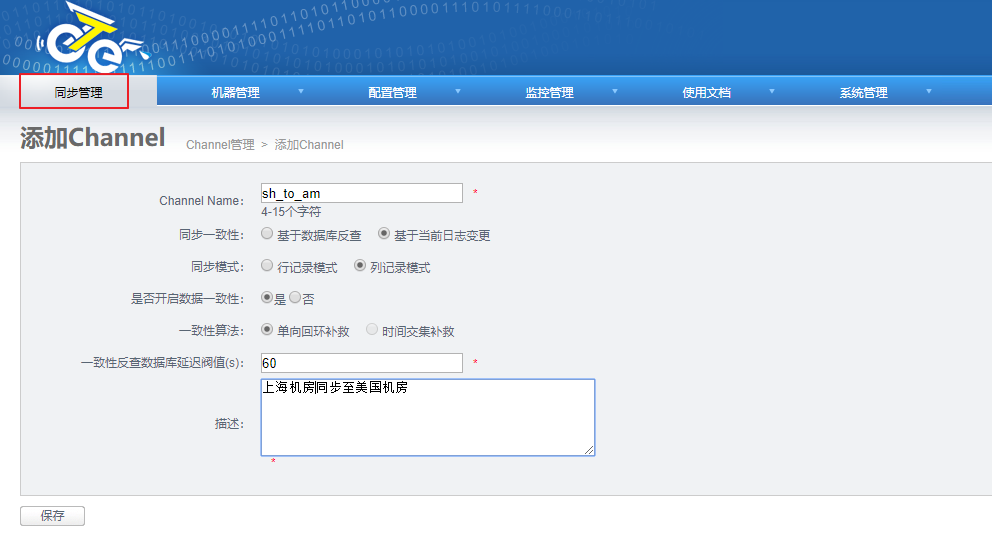 eTe
同步管理 机器管理 配置管理 监控管理 使用文档 系统管理
添加Channel Channel管理 > 添加Channel
Channel Name: sh_to_am *
4-15个字符
同步一致性: 基于数据库反查 基于当前日志变更
同步模式: 行记录模式 列记录模式
是否开启数据一致性: 是 否
一致性算法: 单向回环补救 时间交集补救
一致性反查数据库延迟阀值(s): 60 *
描述: 上海机房同步至美国机房
*
保存